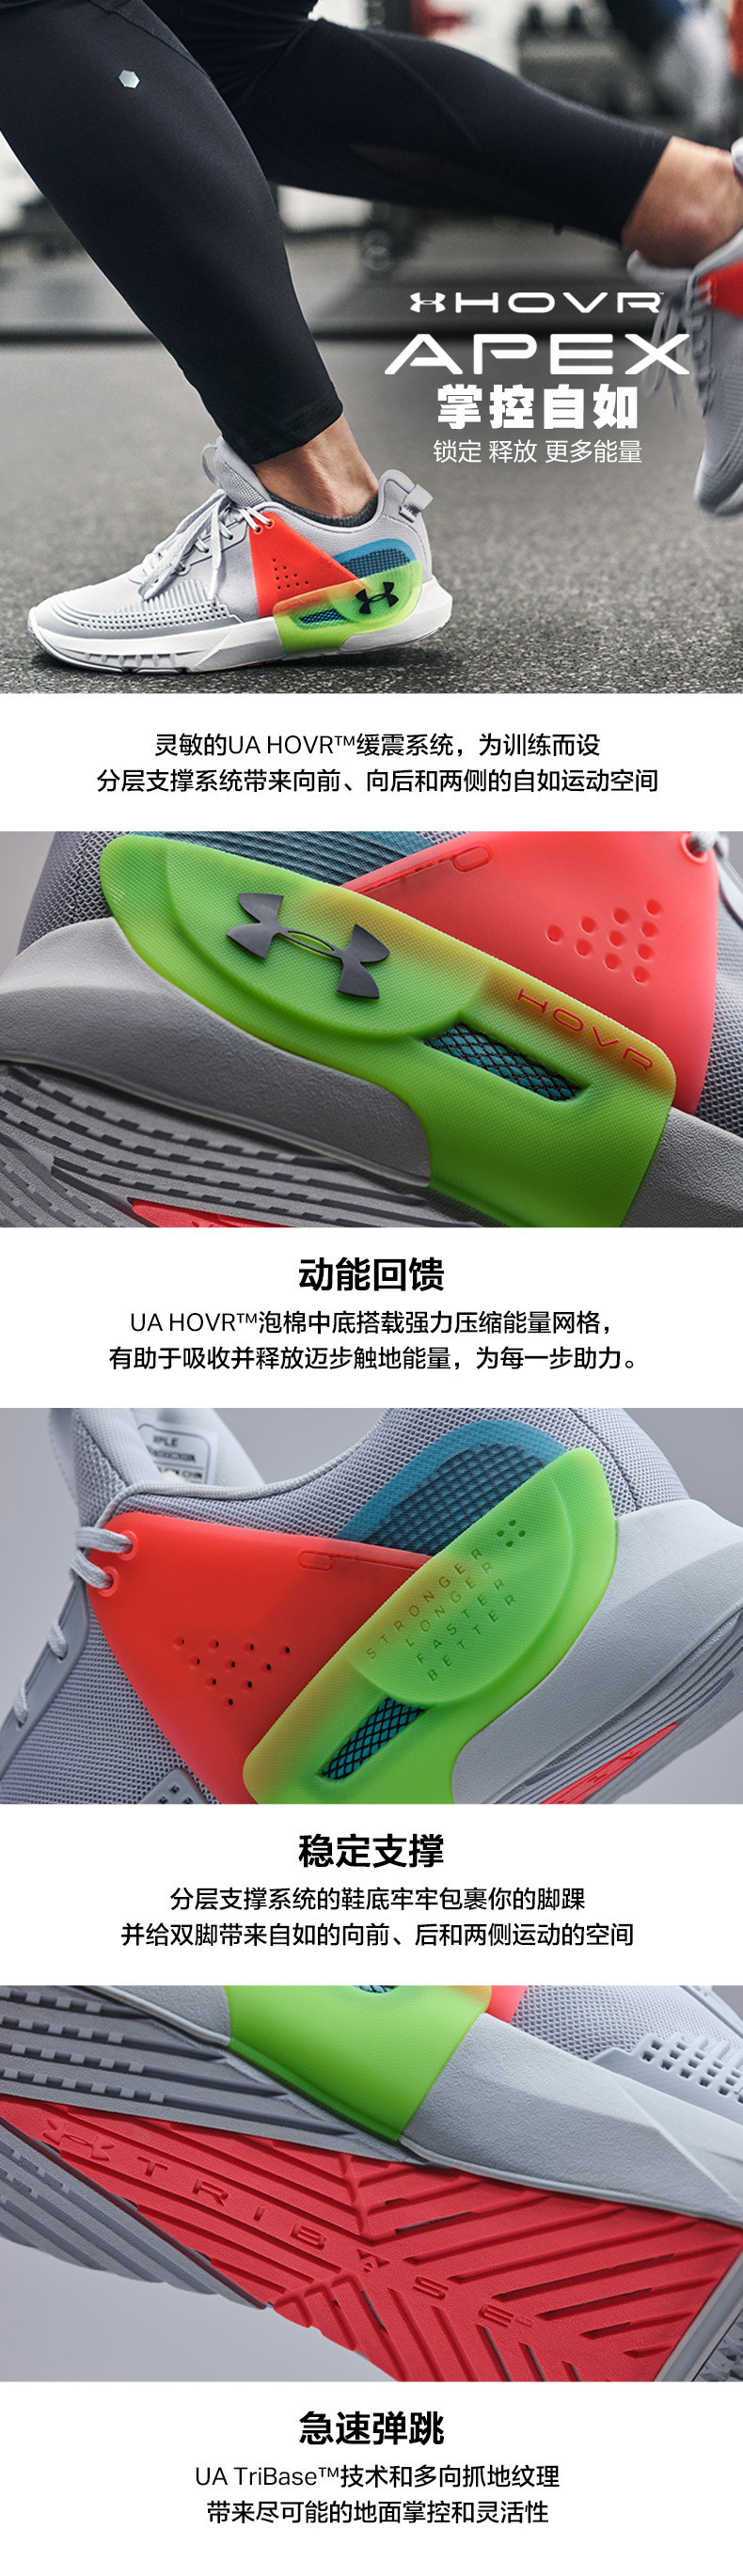 HOVR™
APEX
掌控自如
锁定 释放 更多能量
灵敏的UA HOVR™缓震系统，为训练而设
分层支撑系统带来向前、向后和两侧的自如运动空间
HOVR
动能回馈
UA HOVR™泡棉中底搭载强力压缩能量网格，
有助于吸收并释放迈步触地能量，为每一步助力。
STRONGER
LONGER
FASTER
BETTER
稳定支撑
分层支撑系统的鞋底牢牢包裹你的脚踝
并给双脚带来自如的向前、后和两侧运动的空间
TRIBASE
急速弹跳
UA TriBase™技术和多向抓地纹理
带来尽可能的地面掌控和灵活性